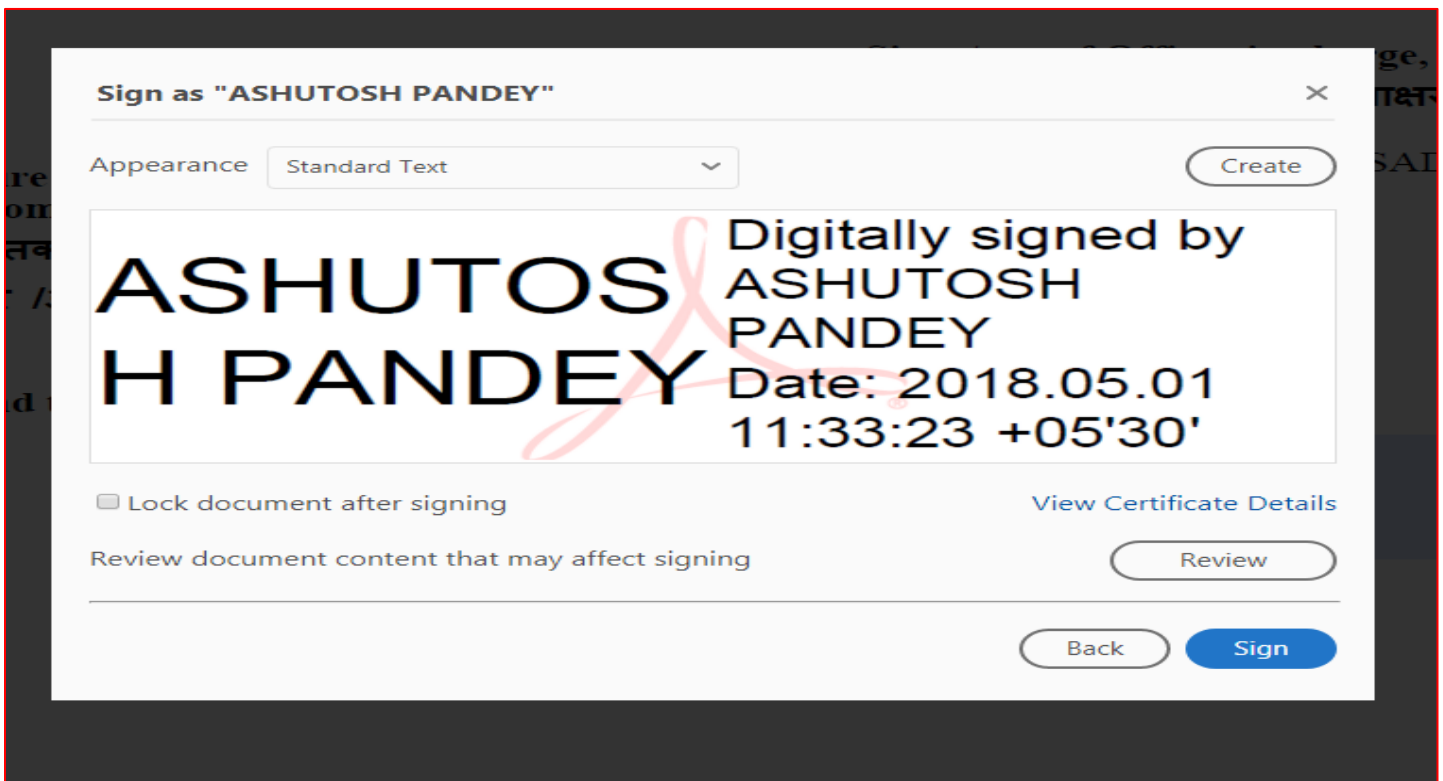 ge,
Sign as "ASHUTOSH PANDEY"
Appearance Standard Text Create
ASHUTOS
H PANDEY
Digitally signed by
ASHUTOSH
PANDEY
Date: 2018.05.01
11:33:23 +05'30'
Lock document after signing View Certificate Details
Review document content that may affect signing Review
Back Sign